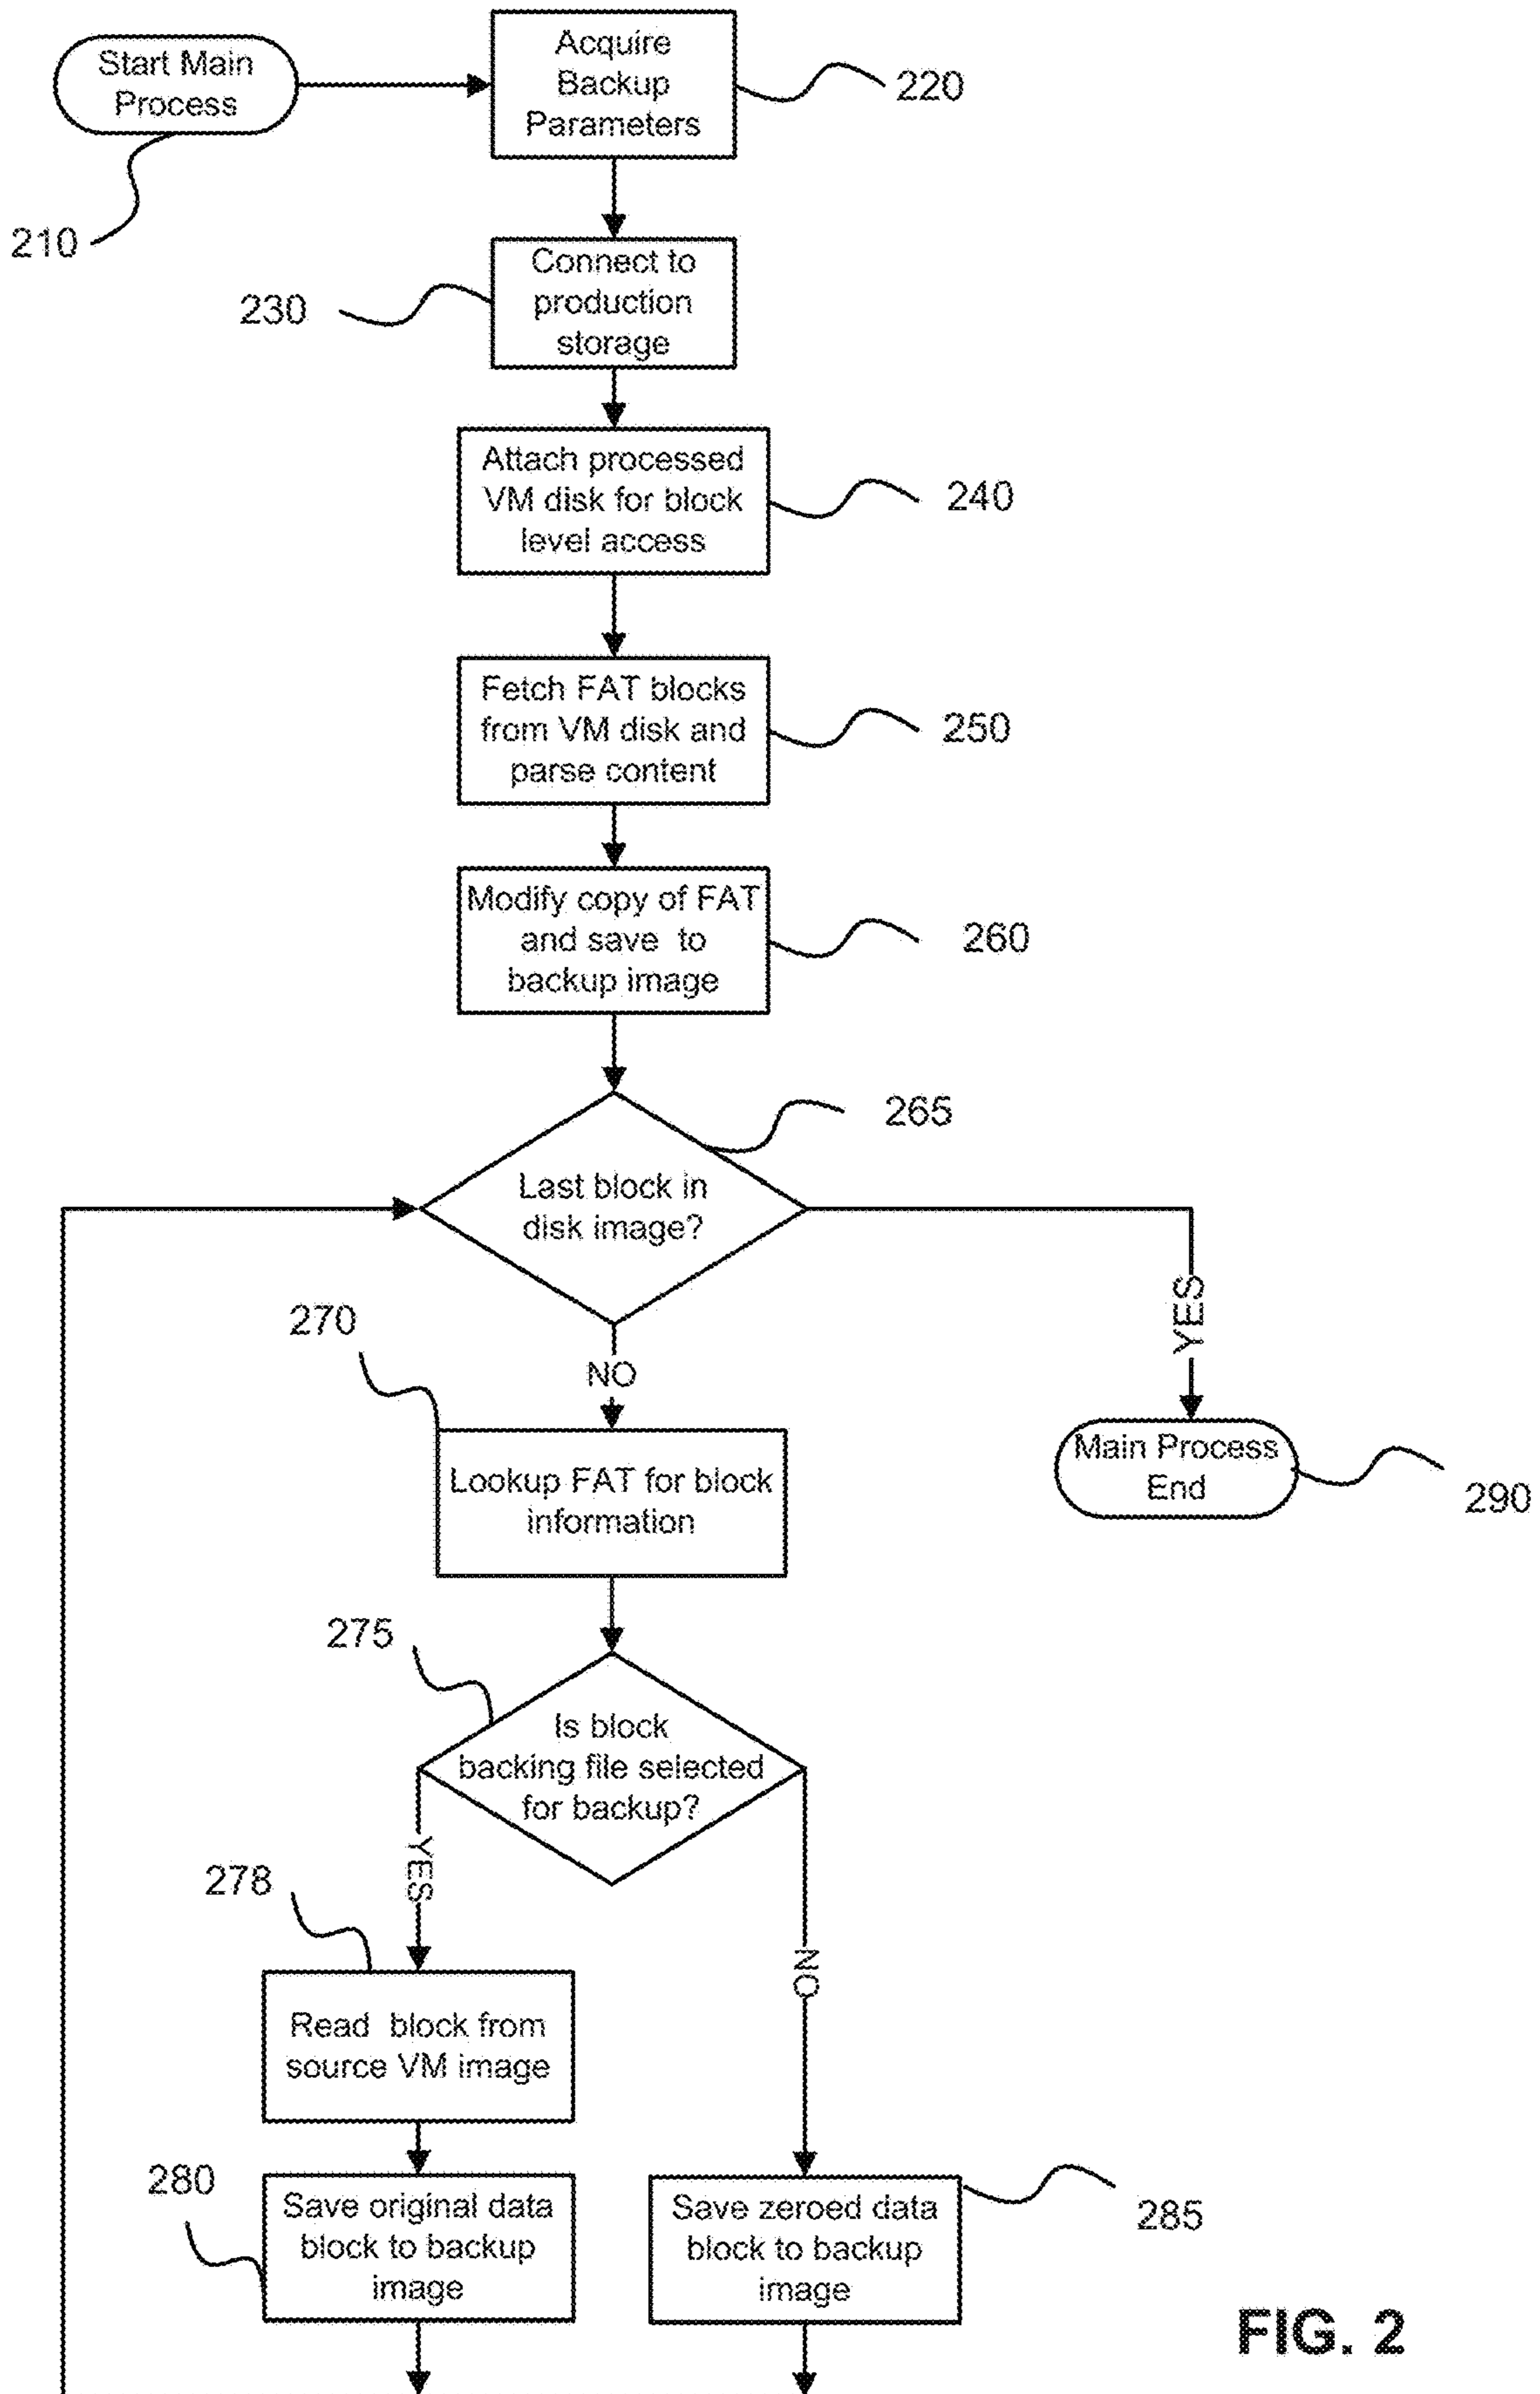 Start Main
Process
Acquire
Backup
Parameters
220
210
Connect to
production
storage
230
Attach processed
VM disk for block
level access
240
Fetch FAT blocks
from VM disk and
parse content
250
Modify copy of FAT
and save to
backup image
260
265
Last block in
disk image?
YES
270
NO
Lookup FAT for block
information
Main Process
End
290
275
Is block
backing file selected
for backup?
YES
278
NO
Read block from
source VM image
280
Save original data
block to backup
image
Save zeroed data
block to backup
image
285
FIG. 2